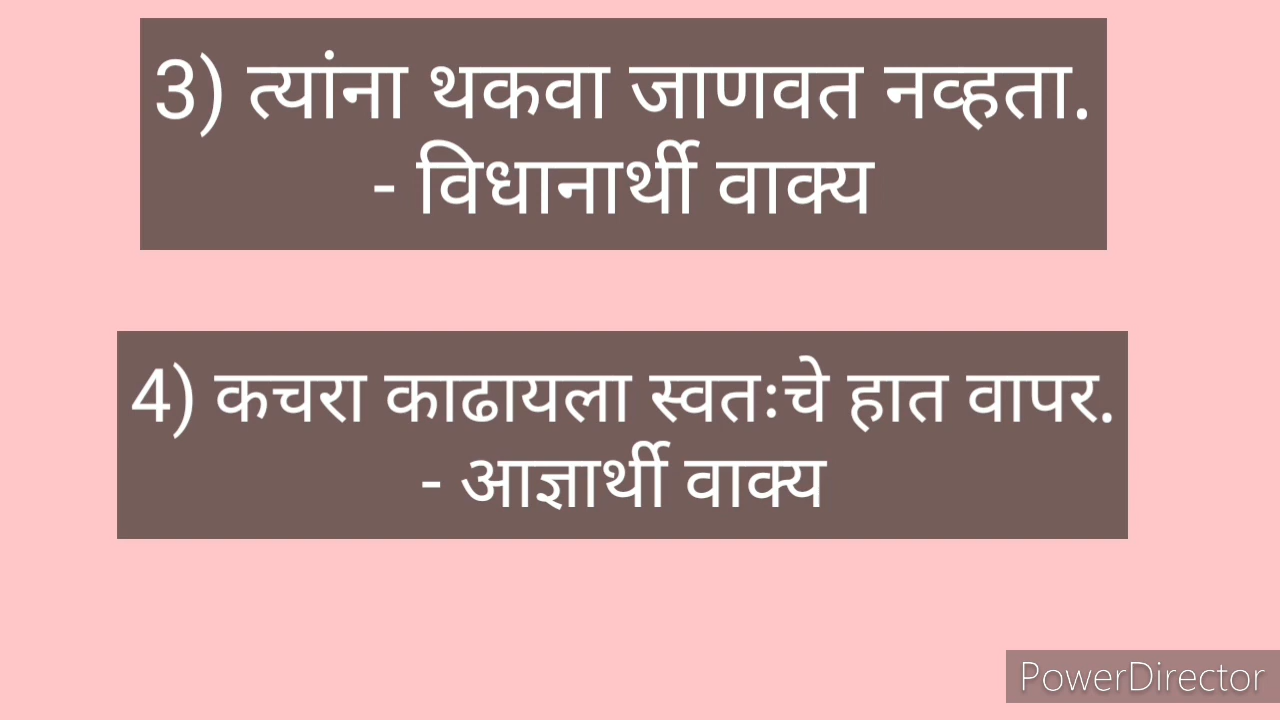 3) त्यांना थकवा जाणवत नव्हता.
- विधानार्थी वाक्य
4) कचरा काढायला स्वतःचे हात वापर.
- आज्ञार्थी वाक्य
PowerDirector